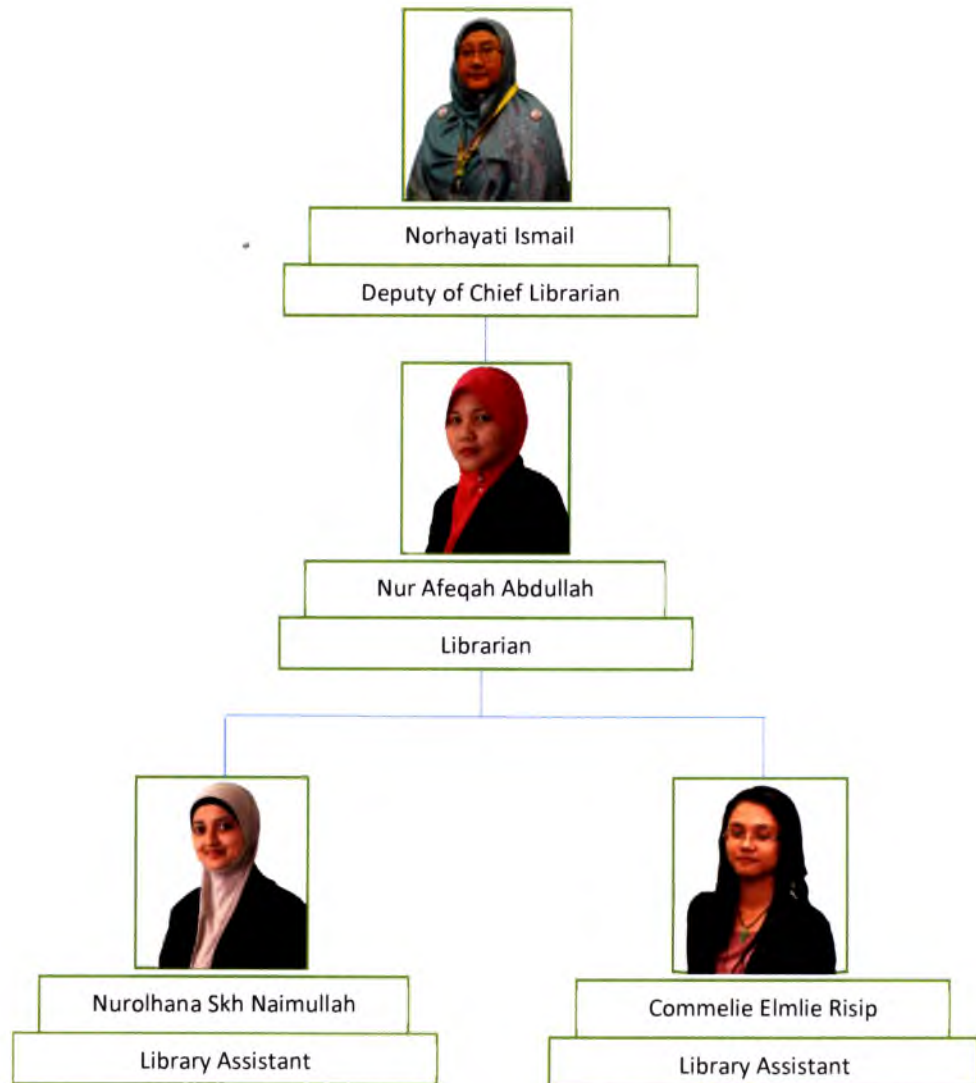 Norhayati Ismail
Deputy of Chief Librarian
Nur Afeqah Abdullah
Librarian
Nurolhana Skh Naimullah
Library Assistant
Commelie Elmlie Risip
Library Assistant